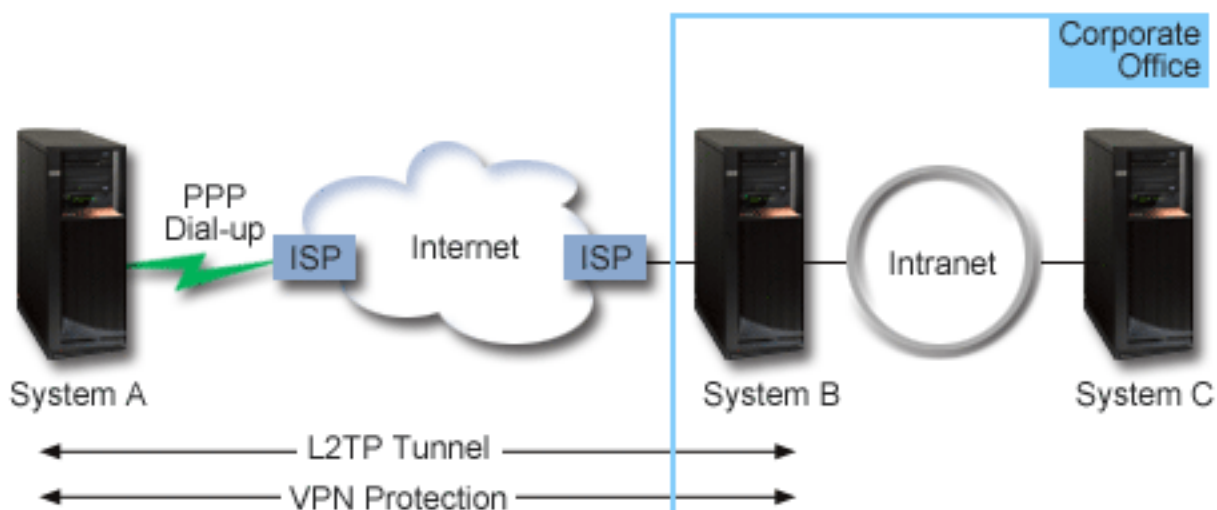 Corporate
Office
PPP
Dial-up
ISP
Internet
ISP
Intranet
System A
System B
System C
L2TP Tunnel
VPN Protection